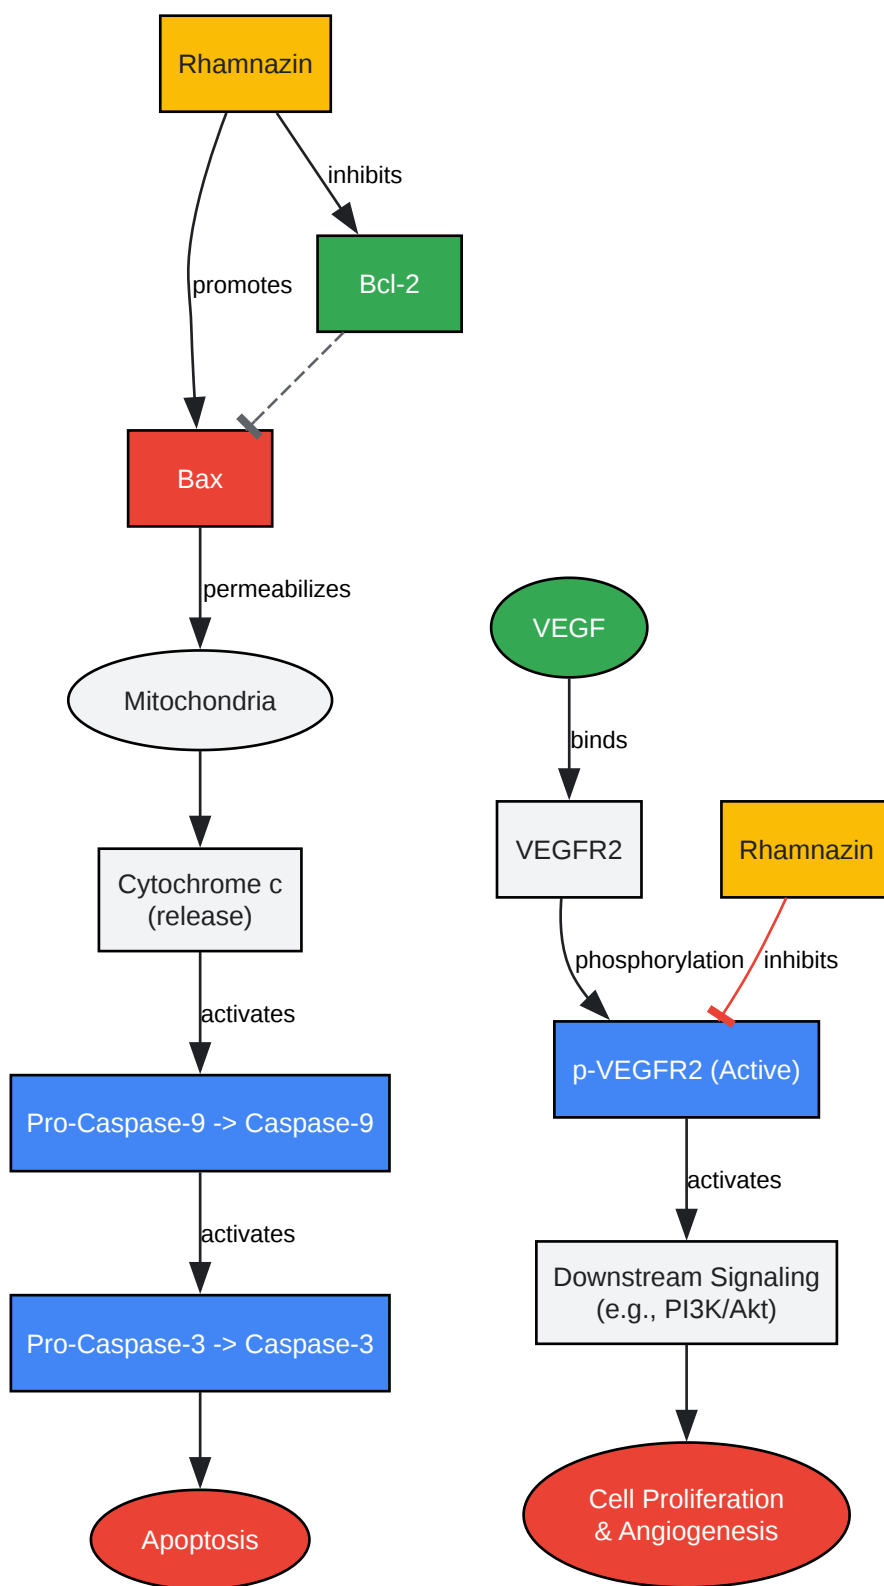 Rhamnazin
inhibits
Bcl-2
promotes
Bax
permeabilizes
Mitochondria
Cytochrome c
(release)
activates
Pro-Caspase-9 -> Caspase-9
activates
Pro-Caspase-3 -> Caspase-3
Apoptosis
VEGF
binds
VEGFR2
Rhamnazin
phosphorylation
inhibits
p-VEGFR2 (Active)
activates
Downstream Signaling
(e.g., PI3K/Akt)
Cell Proliferation
& Angiogenesis